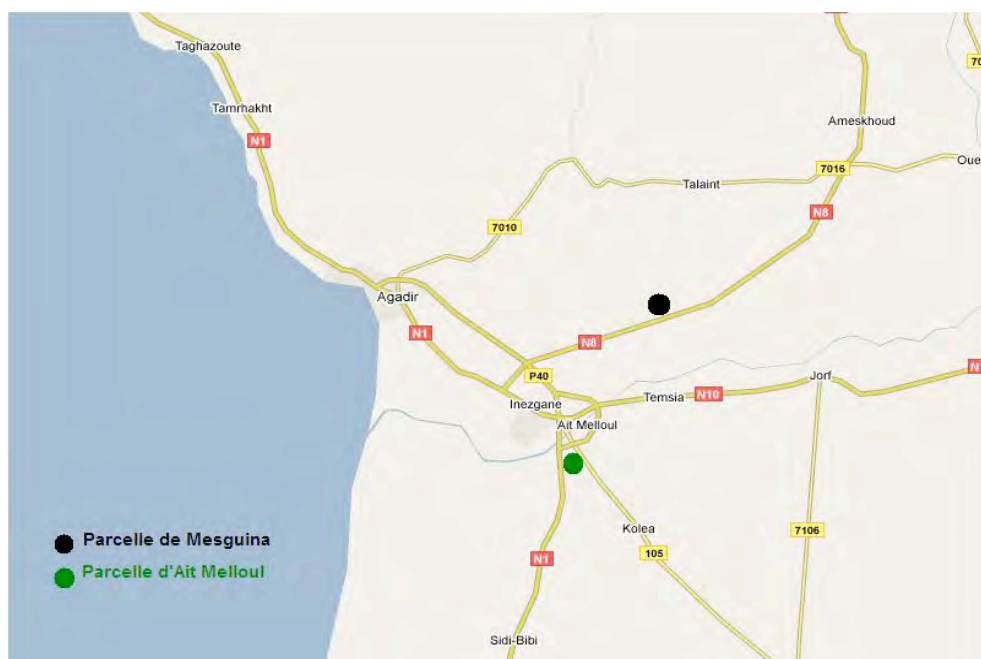 Taghazoute
Tamrhakht
N1
Ameskhoud
7016
Talaint
N8
7010
Agadir
N1
N8
P40
Jorf
Inezgane
Temsia
N10
Ait Melloul
Kolea
7106
105
N1
Parcelle de Mesguina
Parcelle d'Ait Melloul
Sidi-Bibi